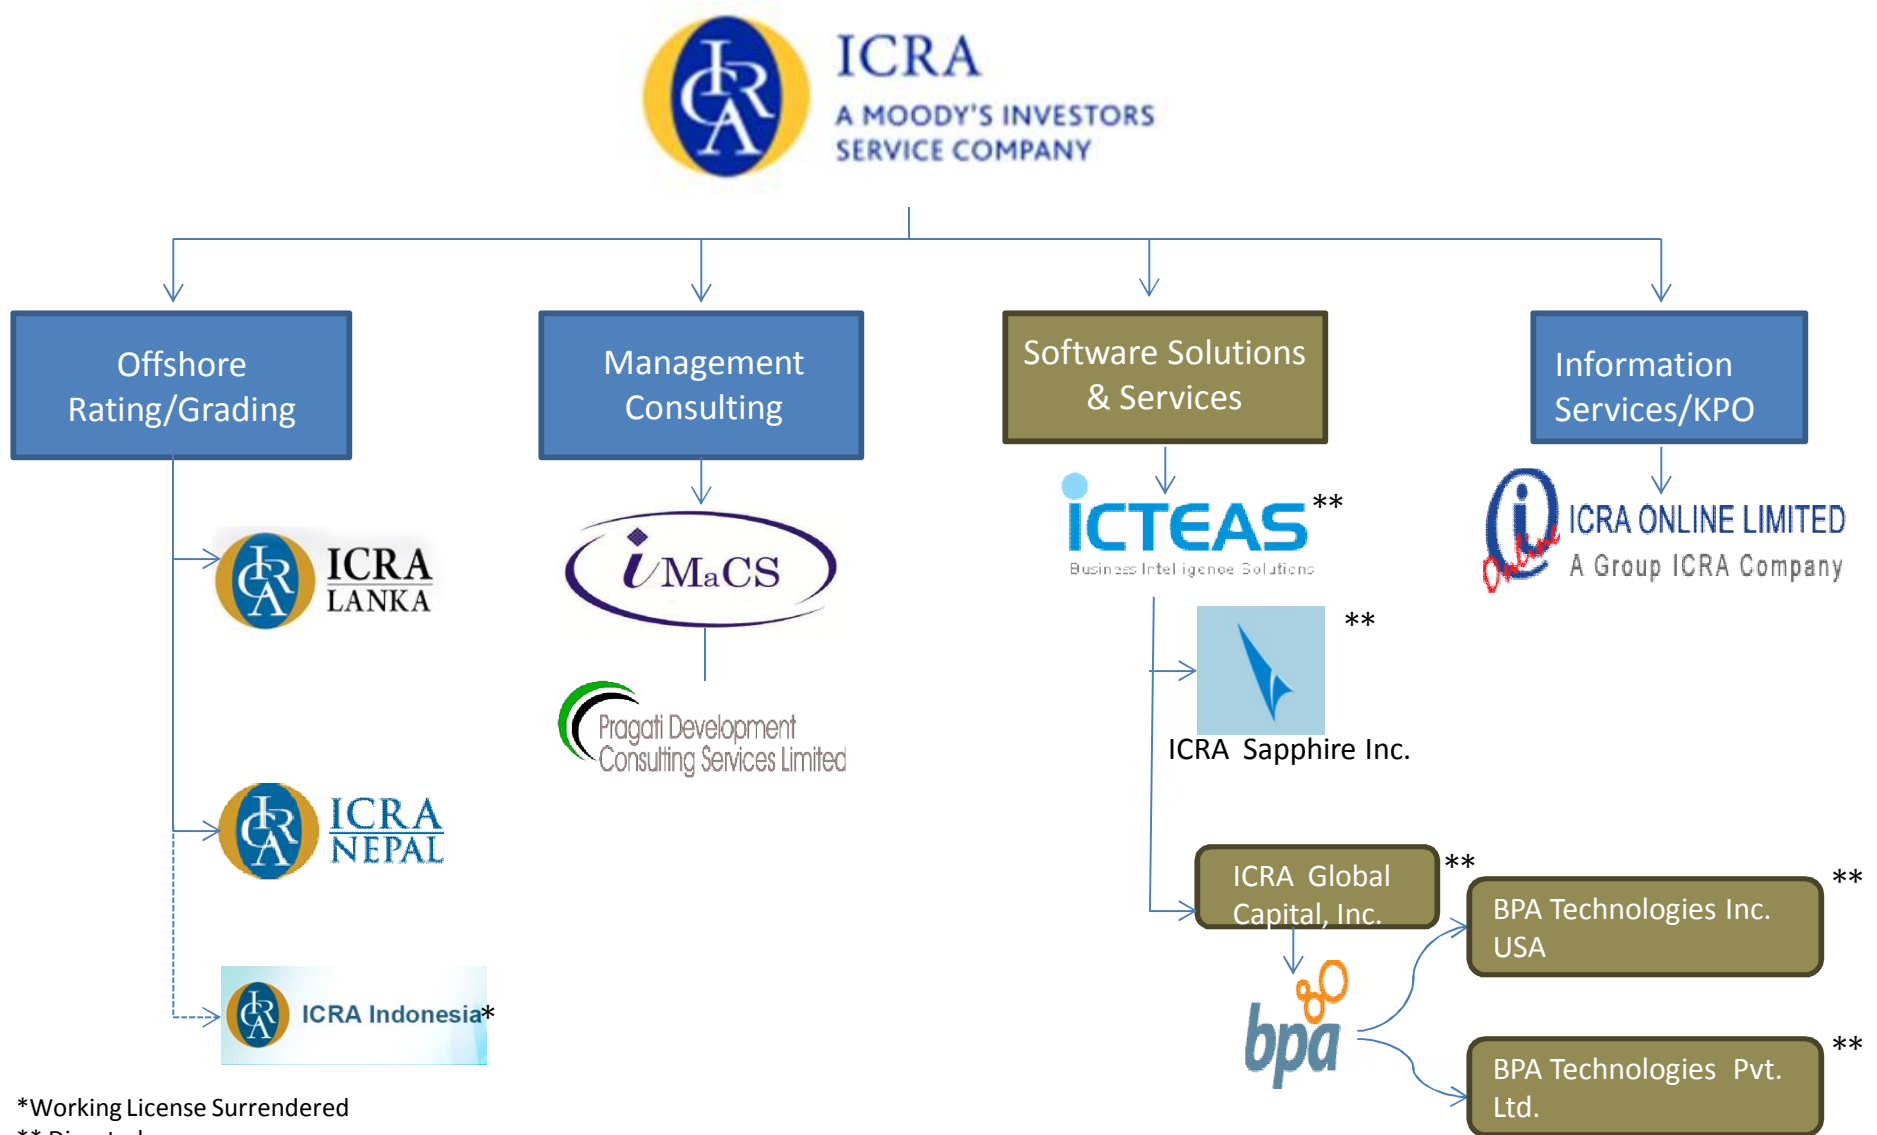 ICRA
A MOODY'S INVESTORS
SERVICE COMPANY
Offshore
Rating/Grading
Management
Consulting
Software Solutions
& Services
Information
Services/KPO
ICRA
LANKA
iMaCS
Pragati Development
Consulting Services Limited
ICTEAS**
Business Intelligence Solutions
ICRA ONLINE LIMITED
A Group ICRA Company
Online
**
ICRA Sapphire Inc.
ICRA
NEPAL
ICRA Global
Capital, Inc.
**
BPA Technologies Inc.
USA
**
bpa
BPA Technologies Pvt.
Ltd.
**
ICRA Indonesia*
*Working License Surrendered